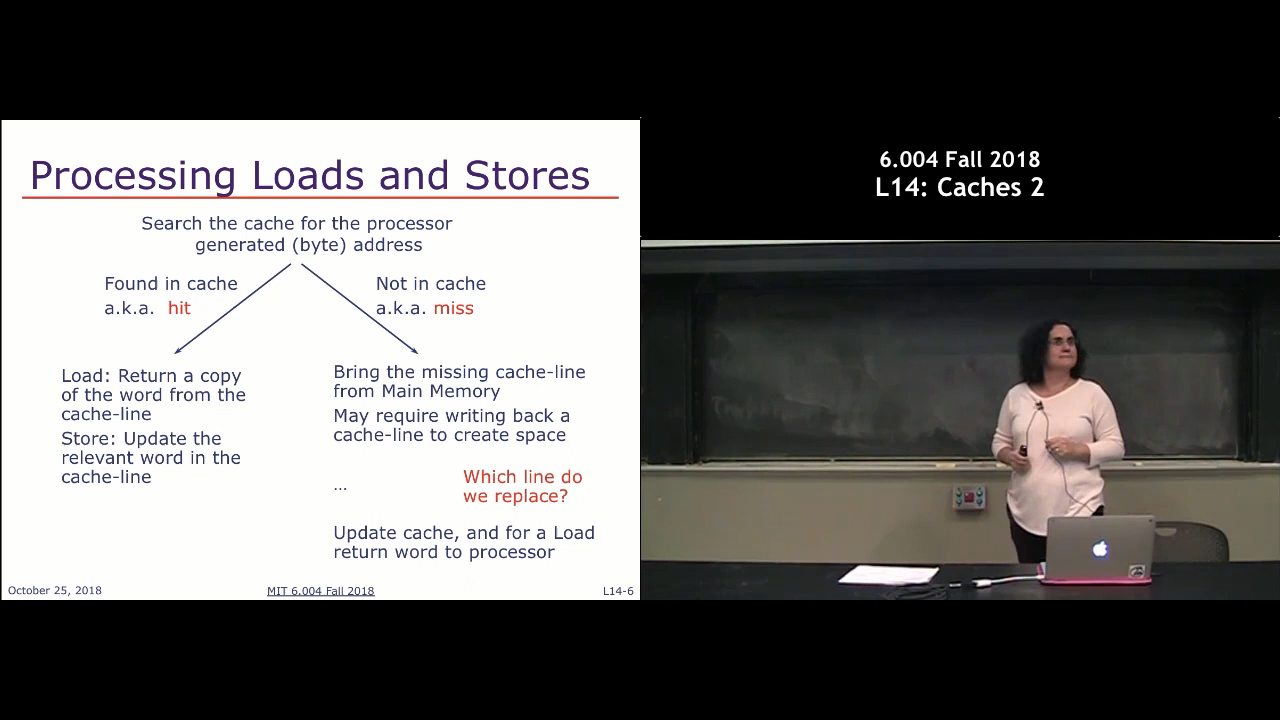 Processing Loads and Stores
Search the cache for the processor
generated (byte) address
Found in cache
a.k.a. hit
Not in cache
a.k.a. miss
Load: Return a copy
of the word from the
cache-line
Store: Update the
relevant word in the
cache-line
Bring the missing cache-line
from Main Memory
May require writing back a
cache-line to create space
...
Which line do
we replace?
Update cache, and for a Load
return word to processor
October 25, 2018
MIT 6.004 Fall 2018
L14-6
6.004 Fall 2018
L14: Caches 2